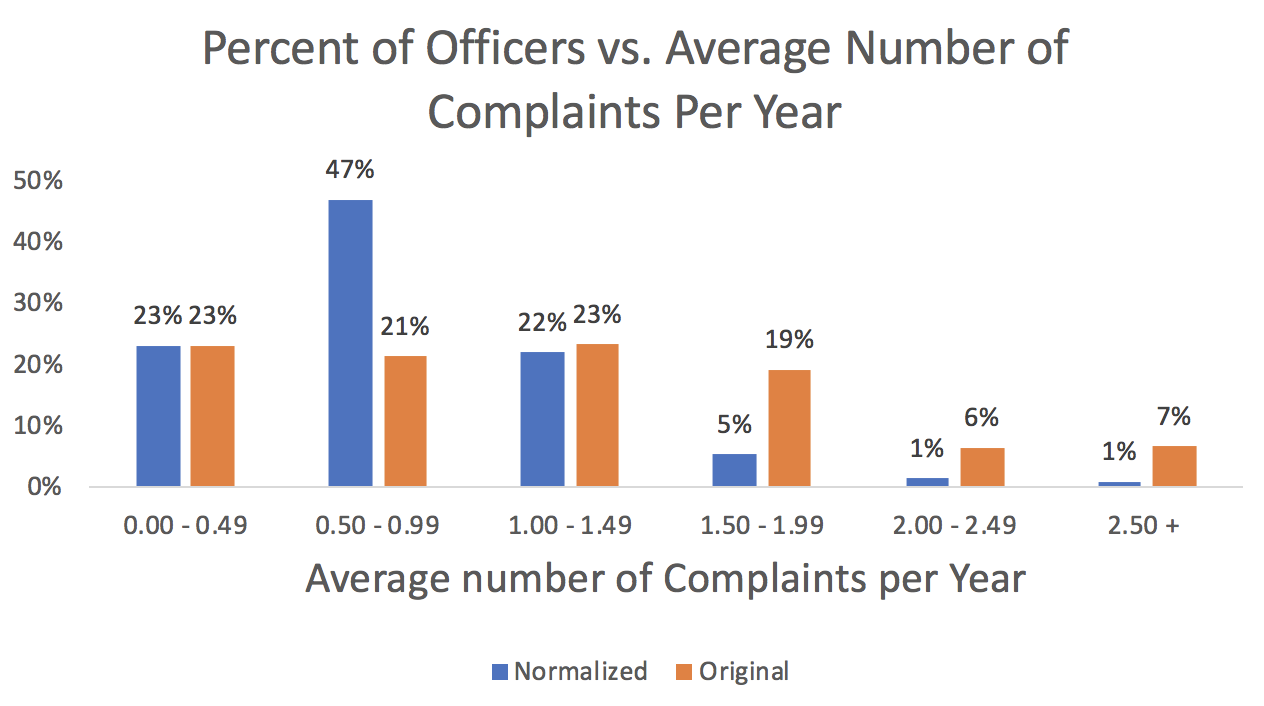 Percent of Officers vs. Average Number of
Complaints Per Year
50%
40%
30%
20%
10%
0%
23% 23%
47%
21%
22% 23%
5%
19%
1%
6%
1%
7%
0.00 - 0.49
0.50 - 0.99
1.00 - 1.49
1.50 - 1.99
2.00 - 2.49
2.50 +
Average number of Complaints per Year
Normalized
Original